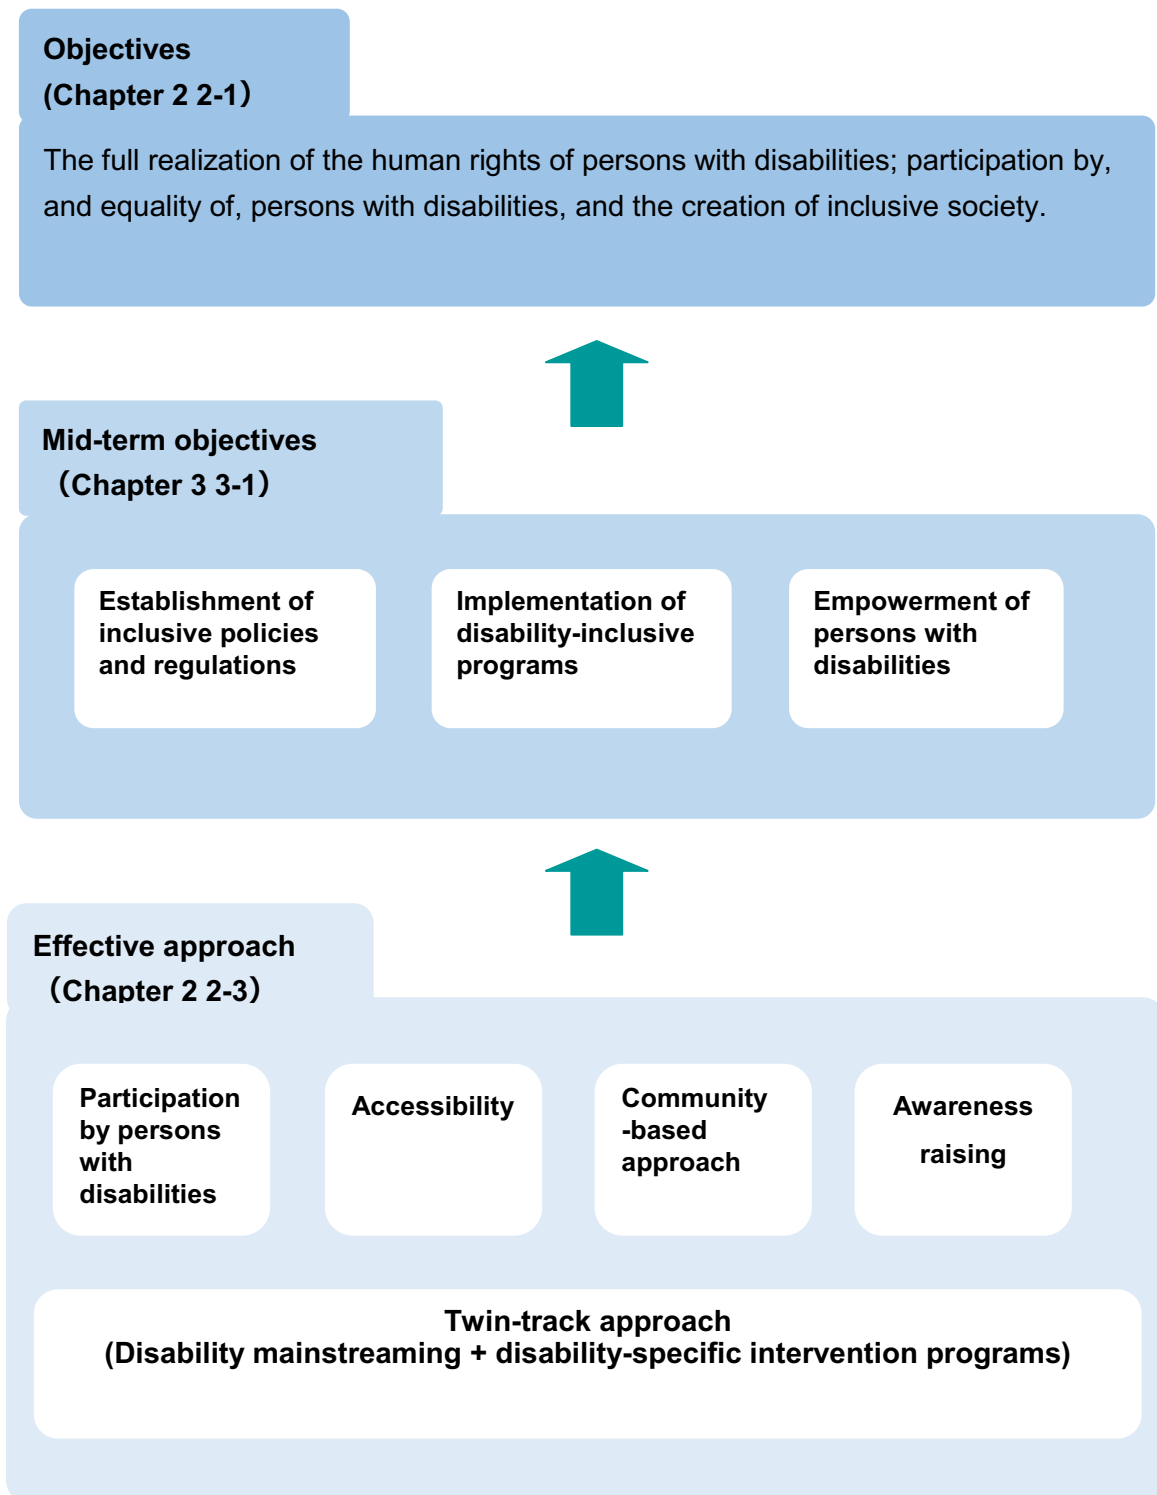 Objectives
(Chapter 2 2-1）
The full realization of the human rights of persons with disabilities; participation by,
and equality of, persons with disabilities, and the creation of inclusive society.
Mid-term objectives
（Chapter 3 3-1）
Establishment of
inclusive policies
and regulations
Implementation of
disability-inclusive
programs
Empowerment of
persons with
disabilities
Effective approach
（Chapter 2 2-3）
Participation
by persons
with
disabilities
Accessibility
Community
-based
approach
Awareness
raising
Twin-track approach
(Disability mainstreaming + disability-specific intervention programs)